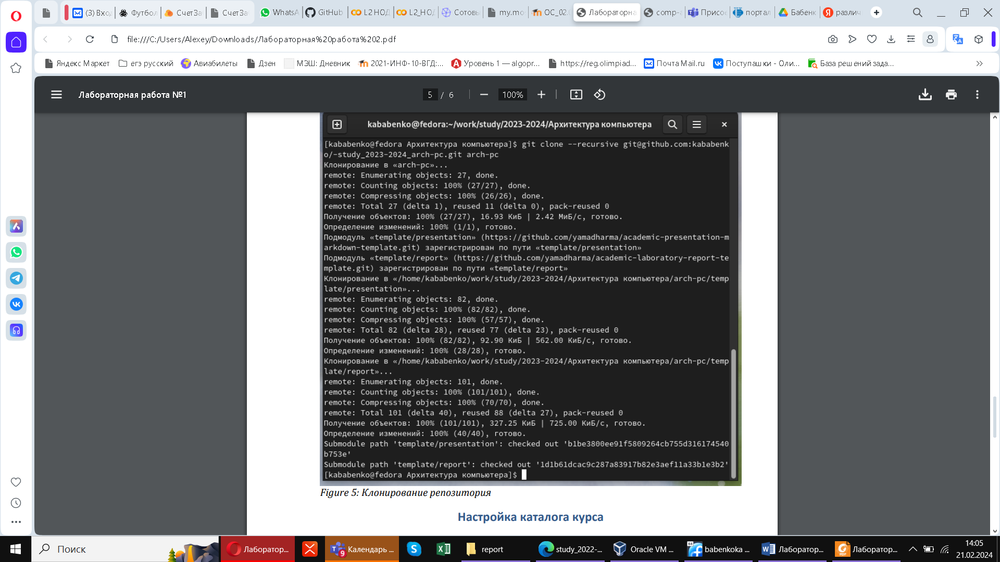 (3) Вход
Футбол
СчетЗа
СчетЗа
WhatsA
GitHub
L2 НОД
L2_НОД
Сотовы
my.mo
ОС_02.
Лабораторна
comp-a
Присо
портал
Бабенк
различ
file:///C:/Users/Alexey/Downloads/Лабораторная%20работа%202.pdf
Яндекс Маркет
егэ русский
Авиабилеты
Дзен
МЭШ: Дневник
2021-ИНФ-10-ВГД:...
Уровень 1 — algopr...
https://reg.olimpiad...
Почта Mail.ru
Поступашки - Оли...
База решений зада...
Лабораторная работа №1
5 / 6
100%
kababenko@fedora:~/work/study/2023-2024/Архитектура компьютера
[kababenko@fedora Архитектура компьютера]$ git clone --recursive git@github.com:kababenk
o/-study_2023-2024_arch-pc.git arch-pc
Клонирование в «arch-pc»...
remote: Enumerating objects: 27, done.
remote: Counting objects: 100% (27/27), done.
remote: Compressing objects: 100% (26/26), done.
remote: Total 27 (delta 1), reused 11 (delta 0), pack-reused 0
Получение объектов: 100% (27/27), 16.93 КиБ | 2.42 МиБ/с, готово.
Определение изменений: 100% (1/1), готово.
Подмодуль «template/presentation» (https://github.com/yamadharma/academic-presentation-m
arkdown-template.git) зарегистрирован по пути «template/presentation»
Подмодуль «template/report» (https://github.com/yamadharma/academic-laboratory-report-te
mplate.git) зарегистрирован по пути «template/report»
Клонирование в «/home/kababenko/work/study/2023-2024/Архитектура компьютера/arch-pc/temp
late/presentation»...
remote: Enumerating objects: 82, done.
remote: Counting objects: 100% (82/82), done.
remote: Compressing objects: 100% (57/57), done.
remote: Total 82 (delta 28), reused 77 (delta 23), pack-reused 0
Получение объектов: 100% (82/82), 92.90 КиБ | 562.00 КиБ/с, готово.
Определение изменений: 100% (28/28), готово.
Клонирование в «/home/kababenko/work/study/2023-2024/Архитектура компьютера/arch-pc/temp
late/report»...
remote: Enumerating objects: 101, done.
remote: Counting objects: 100% (101/101), done.
remote: Compressing objects: 100% (70/70), done.
remote: Total 101 (delta 40), reused 88 (delta 27), pack-reused 0
Получение объектов: 100% (101/101), 327.25 КиБ | 725.00 КиБ/с, готово.
Определение изменений: 100% (40/40), готово.
Submodule path 'template/presentation': checked out 'b1be3800ee91f5809264cb755d316174540
b753e'
Submodule path 'template/report': checked out '1d1b61dcac9c287a83917b82e3aef11a33b1e3b2'
[kababenko@fedora Архитектура компьютера]$
Figure 5: Клонирование репозитория
Настройка каталога курса
Поиск
Лаборатор...
9
Календарь ...
report
study_2022-...
Oracle VM ...
64
babenkoka ...
Лаборатор...
PDF
Лаборатор...
14:05
21.02.2024